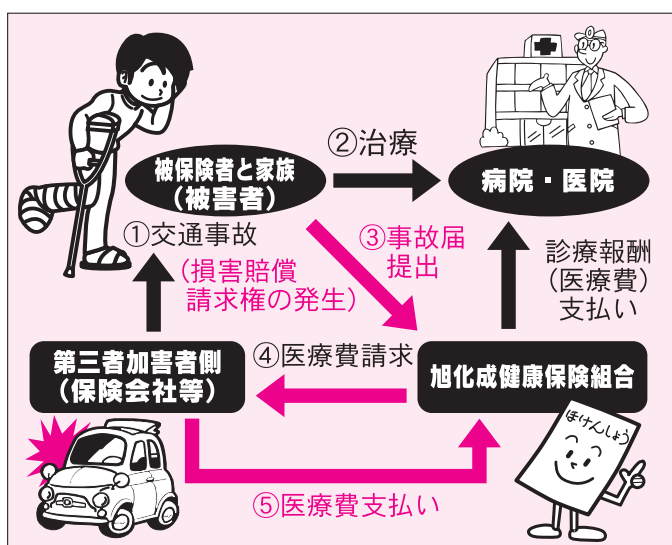 ②治療
被保険者と家族
（被害者）
病院・医院
①交通事故
（損害賠償
請求権の発生）
③事故届
提出
診療報酬
（医療費）
支払い
第三者加害者側
（保険会社等）
④医療費請求
旭化成健康保険組合
ほけんしょう
⑤医療費支払い